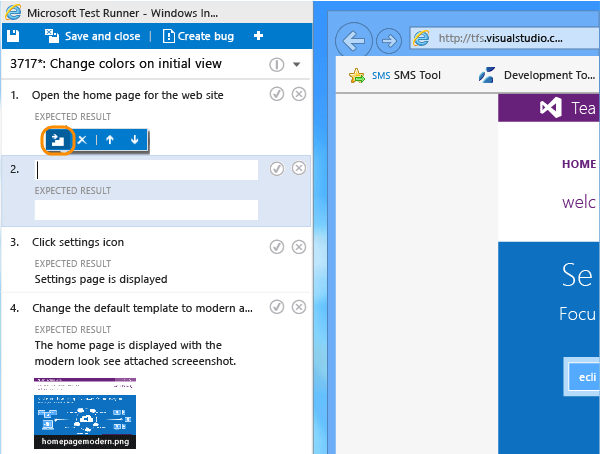 Microsoft Test Runner - Windows In...
Save and close
Create bug
3717*: Change colors on initial view
1. Open the home page for the web site
EXPECTED RESULT
2.
EXPECTED RESULT
3. Click settings icon
EXPECTED RESULT
Settings page is displayed
4. Change the default template to modern a...
EXPECTED RESULT
The home page is displayed with the
modern look see attached screeenshot.
homepagemodern.png
http://tfs.visualstudio.c...
SMS SMS Tool
Development To...
Tea
HOME
welc
Se
Focu
ecli